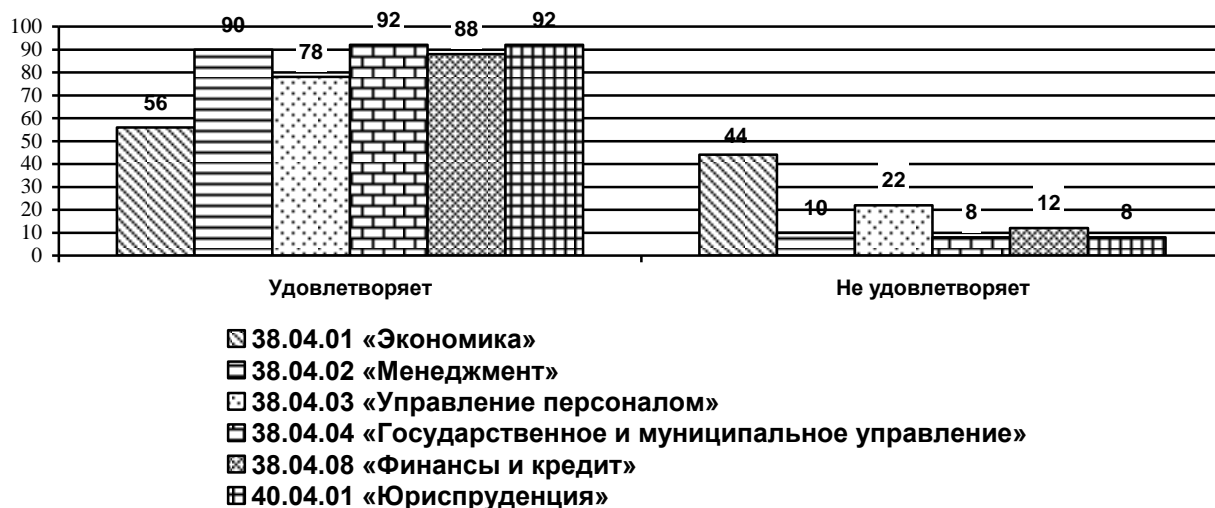 100
90
80
70
60
50
40
30
20
10
0
56
90
78
92
88
92
44
10
22
8
12
8
Удовлетворяет
Не удовлетворяет
38.04.01 «Экономика»
38.04.02 «Менеджмент»
38.04.03 «Управление персоналом»
38.04.04 «Государственное и муниципальное управление»
38.04.08 «Финансы и кредит»
40.04.01 «Юриспруденция»